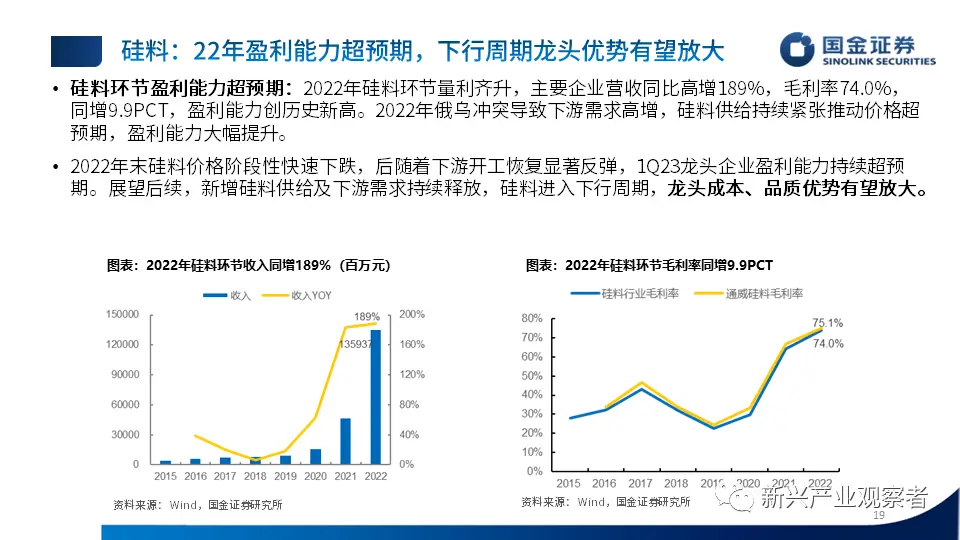 硅料：22年盈利能力超预期，下行周期龙头优势有望放大
国金证券
SINOLINK SECURITIES
• 硅料环节盈利能力超预期：2022年硅料环节量利齐升，主要企业营收同比高增189%，毛利率74.0%，
同增9.9PCT，盈利能力创历史新高。2022年俄乌冲突导致下游需求高增，硅料供给持续紧张推动价格超
预期，盈利能力大幅提升。
• 2022年末硅料价格阶段性快速下跌，后随着下游开工恢复显著反弹，1Q23龙头企业盈利能力持续超预
期。展望后续，新增硅料供给及下游需求持续释放，硅料进入下行周期，龙头成本、品质优势有望放大。
图表：2022年硅料环节收入同增189%（百万元）
收入 收入YOY
150000 189% 200%
120000 135937 160%
90000 120%
60000 80%
30000 40%
0 0%
2015 2016 2017 2018 2019 2020 2021 2022
资料来源：Wind，国金证券研究所
图表：2022年硅料环节毛利率同增9.9PCT
硅料行业毛利率 通威硅料毛利率
80% 75.1%
70% 74.0%
60%
50%
40%
30%
20%
10%
0%
2015 2016 2017 2018 2019 2020 2021 2022
资料来源：Wind，国金证券研究所
新兴产业观察者
19